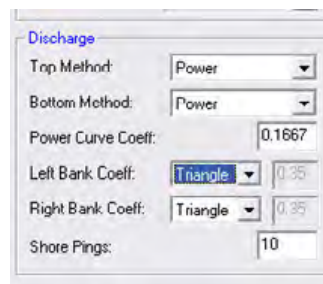 Discharge
Top Method: Power
Bottom Method: Power
Power Curve Coeff: 0.1667
Left Bank Coeff: Triangle 0.35
Right Bank Coeff: Triangle 0.35
Shore Pings: 10